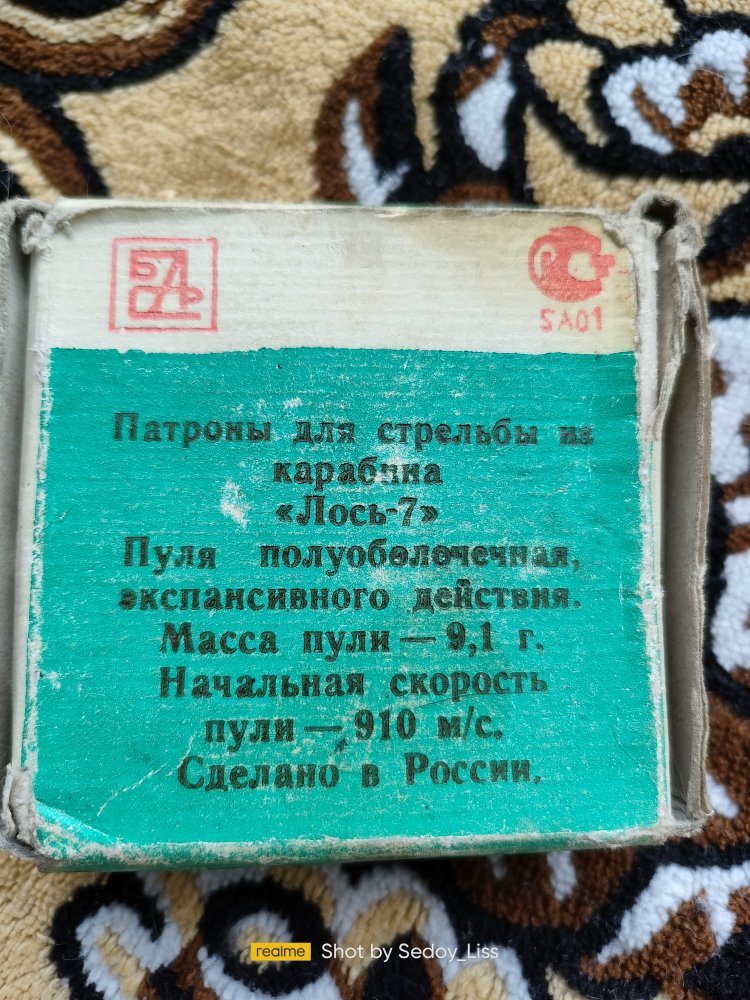 БАД
5А01
Патроны для стрельбы из
карабина
«Лось-7»
Пуля полуоболочечная,
экспансивного действия.
Масса пули — 9,1 г.
Начальная скорость
пули — 910 м/с.
Сделано в России.
realme Shot by Sedoy_Liss